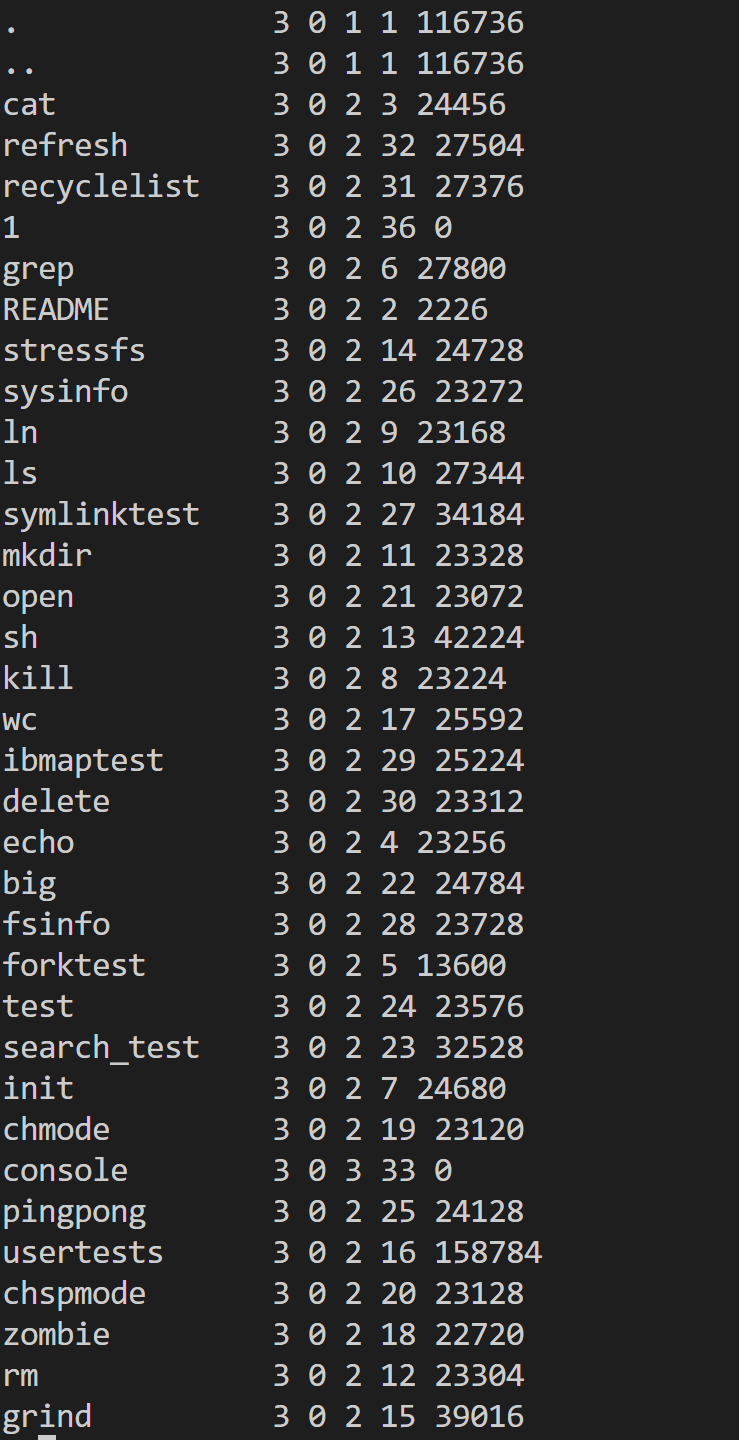 . 3 0 1 1 116736
.. 3 0 1 1 116736
cat 3 0 2 3 24456
refresh 3 0 2 32 27504
recyclelist 3 0 2 31 27376
1 3 0 2 36 0
grep 3 0 2 6 27800
README 3 0 2 2 2226
stressfs 3 0 2 14 24728
sysinfo 3 0 2 26 23272
ln 3 0 2 9 23168
ls 3 0 2 10 27344
symlinktest 3 0 2 27 34184
mkdir 3 0 2 11 23328
open 3 0 2 21 23072
sh 3 0 2 13 42224
kill 3 0 2 8 23224
wc 3 0 2 17 25592
ibmaptest 3 0 2 29 25224
delete 3 0 2 30 23312
echo 3 0 2 4 23256
big 3 0 2 22 24784
fsinfo 3 0 2 28 23728
forktest 3 0 2 5 13600
test 3 0 2 24 23576
search_test 3 0 2 23 32528
init 3 0 2 7 24680
chmode 3 0 2 19 23120
console 3 0 3 33 0
pingpong 3 0 2 25 24128
usertests 3 0 2 16 158784
chspmode 3 0 2 20 23128
zombie 3 0 2 18 22720
rm 3 0 2 12 23304
grind 3 0 2 15 39016